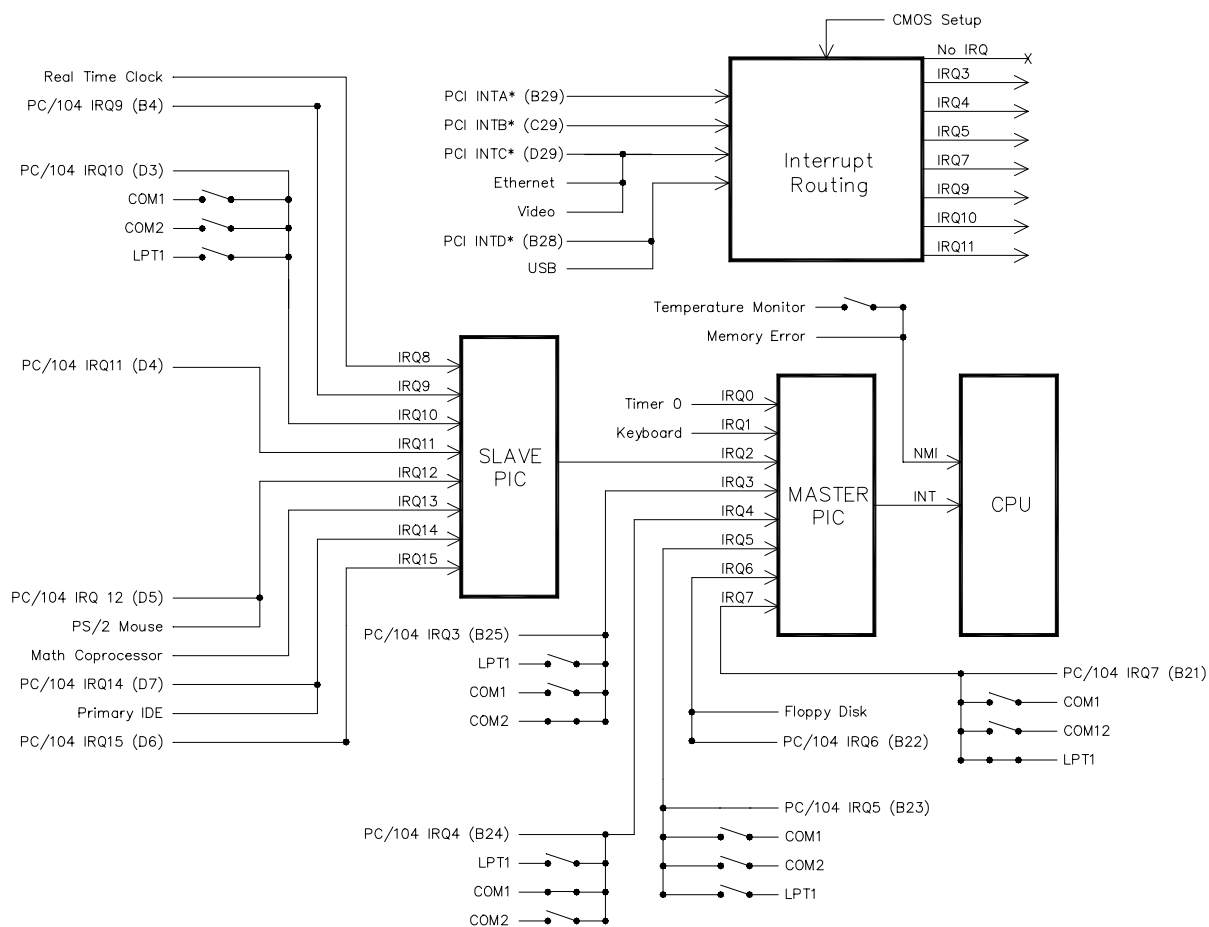 CMOS Setup
No IRQ
IRQ3
IRQ4
IRQ5
IRQ7
IRQ9
IRQ10
IRQ11
PCI INTA* (B29)
PCI INTB* (C29)
PCI INTC* (D29)
Ethernet
Video
PCI INTD* (B28)
USB
Interrupt
Routing
Real Time Clock
PC/104 IRQ9 (B4)
PC/104 IRQ10 (D3)
COM1
COM2
LPT1
PC/104 IRQ11 (D4)
IRQ8
IRQ9
IRQ10
IRQ11
IRQ12
IRQ13
IRQ14
IRQ15
SLAVE
PIC
PC/104 IRQ 12 (D5)
PS/2 Mouse
Math Coprocessor
PC/104 IRQ14 (D7)
Primary IDE
PC/104 IRQ15 (D6)
Temperature Monitor
Memory Error
Timer 0
Keyboard
IRQ0
IRQ1
IRQ2
IRQ3
IRQ4
IRQ5
IRQ6
IRQ7
MASTER
PIC
NMI
INT
CPU
PC/104 IRQ3 (B25)
LPT1
COM1
COM2
PC/104 IRQ4 (B24)
LPT1
COM1
COM2
Floppy Disk
PC/104 IRQ6 (B22)
PC/104 IRQ5 (B23)
COM1
COM2
LPT1
PC/104 IRQ7 (B21)
COM1
COM12
LPT1